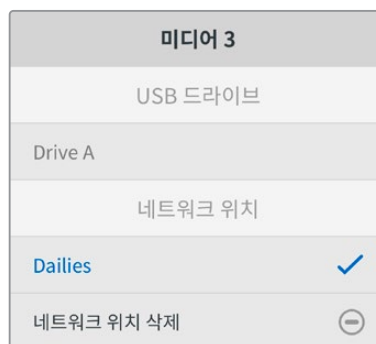 미디어 3
USB 드라이브
Drive A
네트워크 위치
Dailies
네트워크 위치 삭제